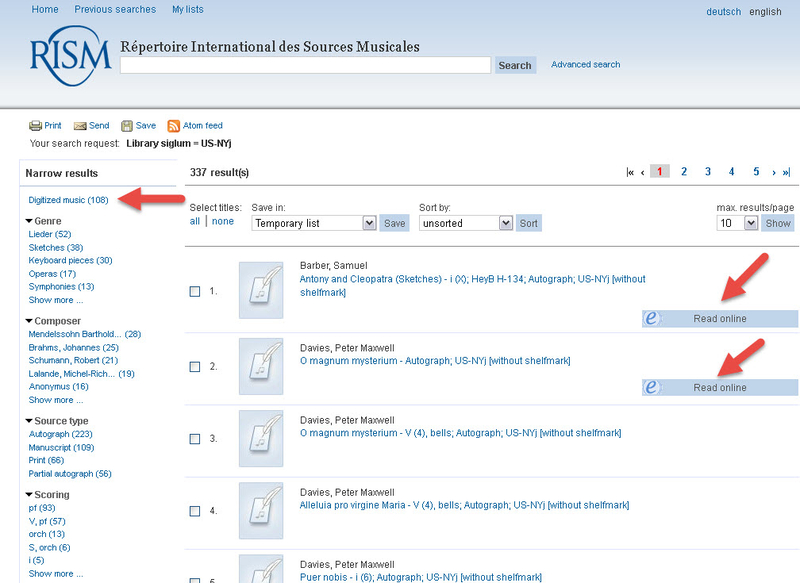 Home Previous searches My lists
deutsch english
RISM
Répertoire International des Sources Musicales
Search Advanced search
Print Send Save Atom feed
Your search request: Library siglum = US-NYj
Narrow results
Digitized music (108)
Genre
Lieder (52)
Sketches (38)
Keyboard pieces (30)
Operas (17)
Symphonies (13)
Show more ...
Composer
Mendelssohn Barthold... (28)
Brahms, Johannes (25)
Schumann, Robert (21)
Lalande, Michel-Rich... (19)
Anonymus (16)
Show more ...
Source type
Autograph (223)
Manuscript (109)
Print (66)
Partial autograph (56)
Scoring
pf (93)
V, pf (57)
orch (13)
S, orch (6)
i (5)
Show more ...
337 result(s)
|« ‹ 1 2 3 4 5 › »|
Select titles:
all | none
Save in:
Temporary list Save
Sort by:
unsorted Sort
max. results/page
10 Show
1.
Barber, Samuel
Antony and Cleopatra (Sketches) - i (X); HeyB H-134; Autograph; US-NYj [without
shelfmark]
Read online
2.
Davies, Peter Maxwell
O magnum mysterium - Autograph; US-NYj [without shelfmark]
Read online
3.
Davies, Peter Maxwell
O magnum mysterium - V (4), bells; Autograph; US-NYj [without shelfmark]
4.
Davies, Peter Maxwell
Alleluia pro virgine Maria - V (4), bells; Autograph; US-NYj [without shelfmark]
5.
Davies, Peter Maxwell
Puer nobis - i (6); Autograph; US-NYj [without shelfmark]